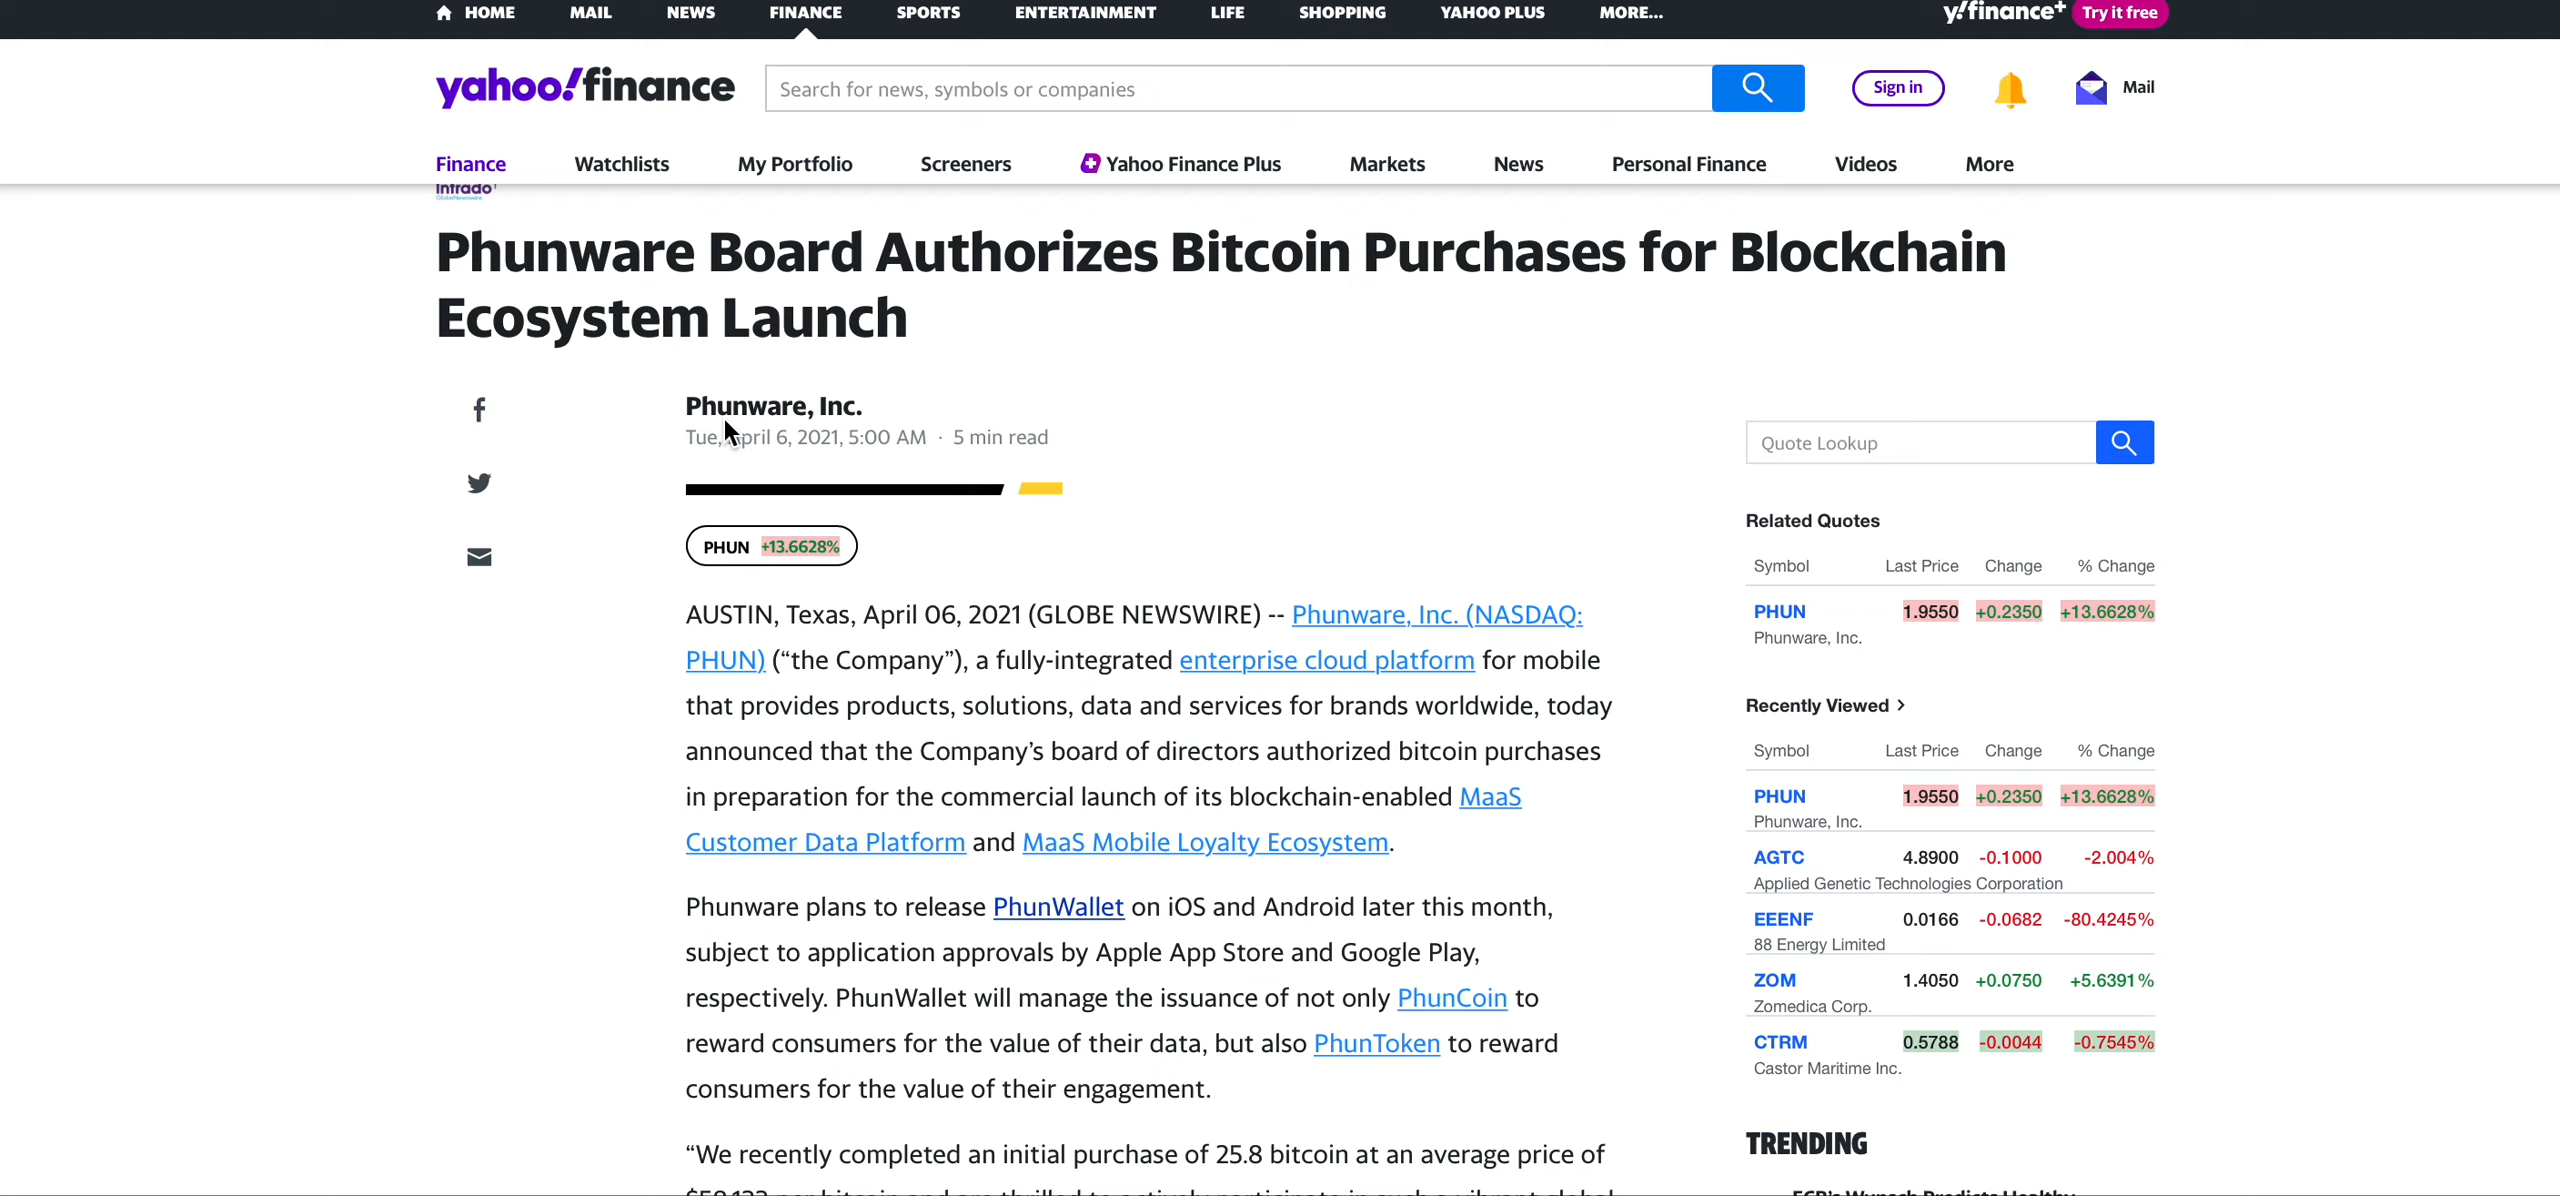 HOME MAIL NEWS FINANCE SPORTS ENTERTAINMENT LIFE SHOPPING YAHOO PLUS MORE... y!finance+ Try it free
yahoo!finance Search for news, symbols or companies Sign in Mail
Finance Watchlists My Portfolio Screeners Yahoo Finance Plus Markets News Personal Finance Videos More
Intrado
GlobeNewswire
Phunware Board Authorizes Bitcoin Purchases for Blockchain
Ecosystem Launch
Phunware, Inc.
Tue, April 6, 2021, 5:00 AM · 5 min read
PHUN +13.6628%
AUSTIN, Texas, April 06, 2021 (GLOBE NEWSWIRE) -- Phunware, Inc. (NASDAQ:
PHUN) (“the Company”), a fully-integrated enterprise cloud platform for mobile
that provides products, solutions, data and services for brands worldwide, today
announced that the Company’s board of directors authorized bitcoin purchases
in preparation for the commercial launch of its blockchain-enabled MaaS
Customer Data Platform and MaaS Mobile Loyalty Ecosystem.
Phunware plans to release PhunWallet on iOS and Android later this month,
subject to application approvals by Apple App Store and Google Play,
respectively. PhunWallet will manage the issuance of not only PhunCoin to
reward consumers for the value of their data, but also PhunToken to reward
consumers for the value of their engagement.
“We recently completed an initial purchase of 25.8 bitcoin at an average price of
Quote Lookup
Related Quotes
Symbol Last Price Change % Change
PHUN 1.9550 +0.2350 +13.6628%
Phunware, Inc.
Recently Viewed >
Symbol Last Price Change % Change
PHUN 1.9550 +0.2350 +13.6628%
Phunware, Inc.
AGTC 4.8900 -0.1000 -2.004%
Applied Genetic Technologies Corporation
EEENF 0.0166 -0.0682 -80.4245%
88 Energy Limited
ZOM 1.4050 +0.0750 +5.6391%
Zomedica Corp.
CTRM 0.5788 -0.0044 -0.7545%
Castor Maritime Inc.
TRENDING